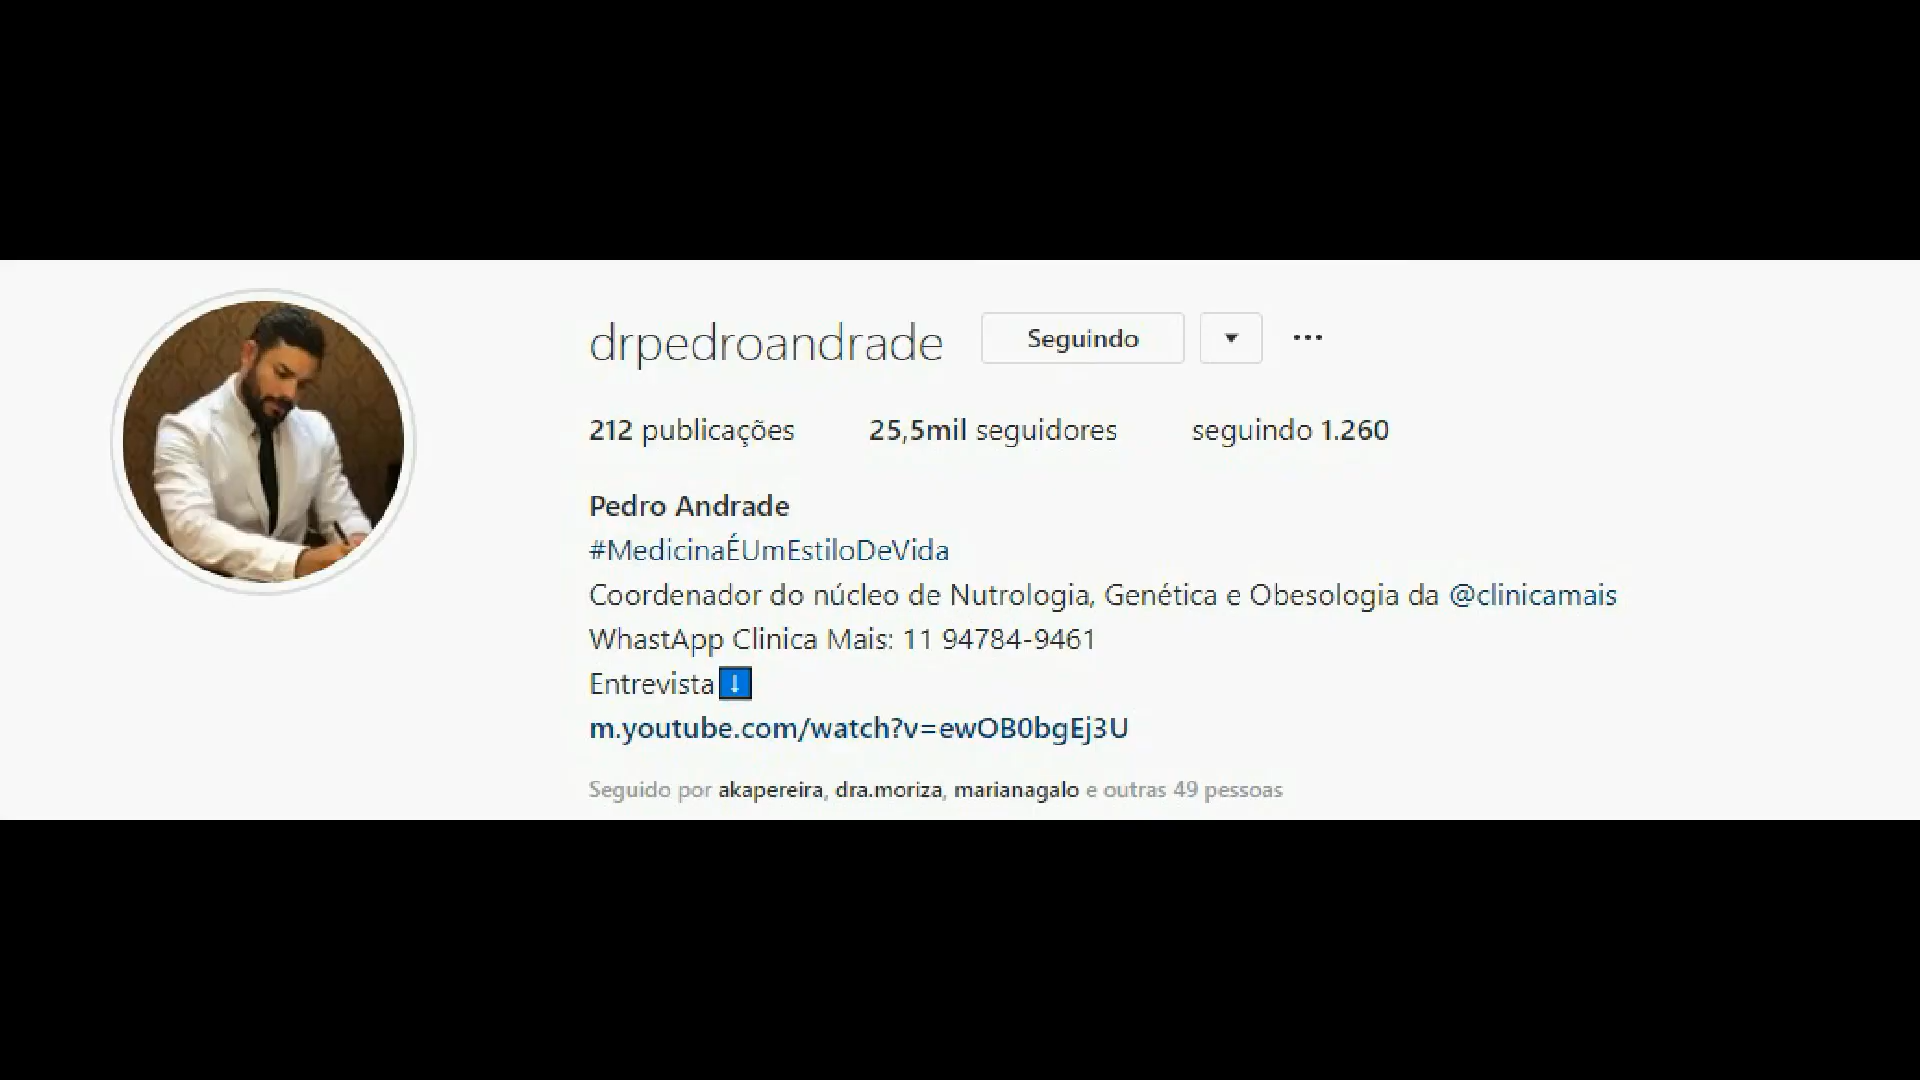 drpedroandrade Seguindo
212 publicações 25,5mil seguidores seguindo 1.260
Pedro Andrade
#MedicinaÉUmEstiloDeVida
Coordenador do núcleo de Nutrologia, Genética e Obesologia da @clinicamais
WhastApp Clinica Mais: 11 94784-9461
Entrevista⬇️
m.youtube.com/watch?v=ewOB0bgEj3U
Seguido por akapereira, dra.moriza, marianagalo e outras 49 pessoas